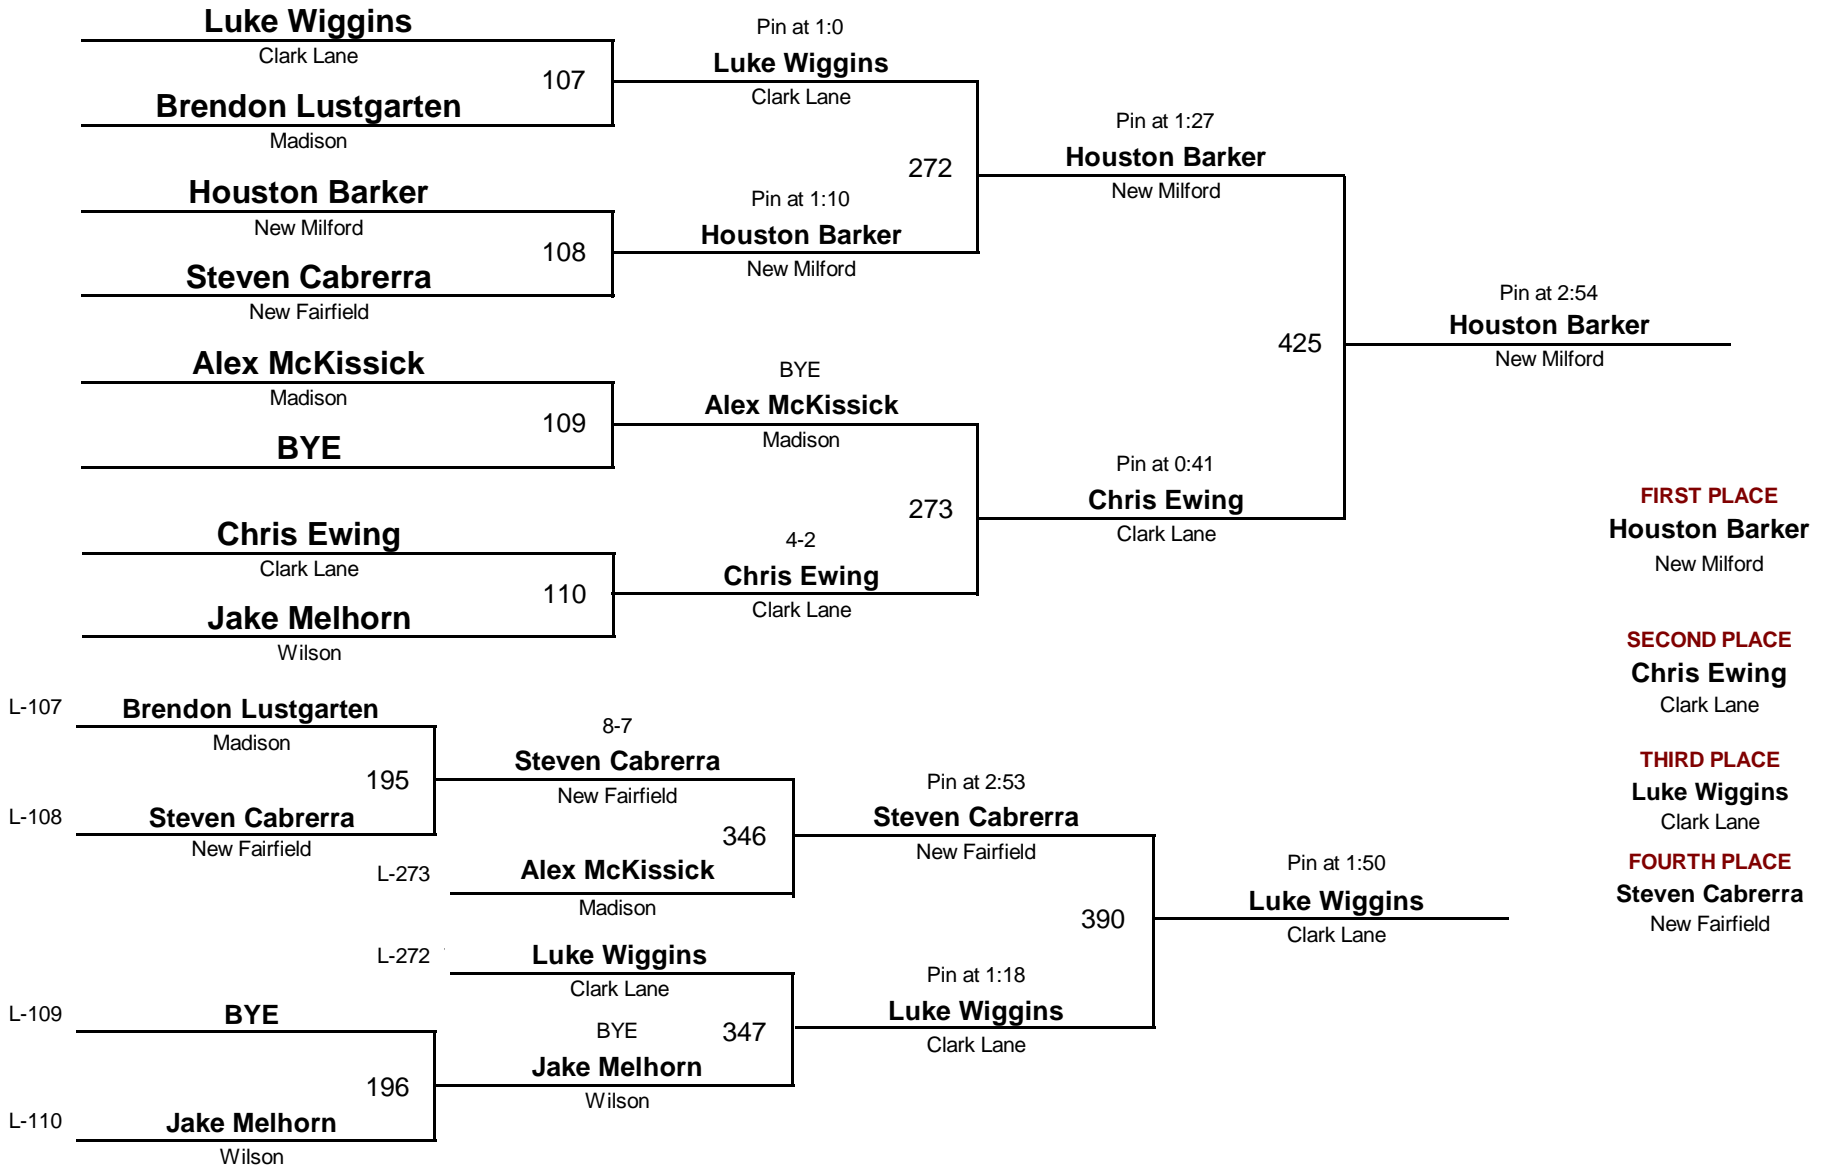 Luke Wiggins
Clark Lane
107
Brendon Lustgarten
Madison
Houston Barker
New Milford
108
Steven Cabrerra
New Fairfield
Alex McKissick
Madison
109
BYE
Chris Ewing
Clark Lane
110
Jake Melhorn
Wilson
Pin at 1:0
Luke Wiggins
Clark Lane
272
Pin at 1:10
Houston Barker
New Milford
BYE
Alex McKissick
Madison
273
4-2
Chris Ewing
Clark Lane
Pin at 1:27
Houston Barker
New Milford
425
Pin at 0:41
Chris Ewing
Clark Lane
Pin at 2:54
Houston Barker
New Milford
L-107
Brendon Lustgarten
Madison
195
L-108
Steven Cabrerra
New Fairfield
L-109
BYE
196
L-110
Jake Melhorn
Wilson
8-7
Steven Cabrerra
New Fairfield
346
L-273
Alex McKissick
Madison
L-272
Luke Wiggins
Clark Lane
347
BYE
Jake Melhorn
Wilson
Pin at 2:53
Steven Cabrerra
New Fairfield
390
Pin at 1:18
Luke Wiggins
Clark Lane
Pin at 1:50
Luke Wiggins
Clark Lane
FIRST PLACE
Houston Barker
New Milford
SECOND PLACE
Chris Ewing
Clark Lane
THIRD PLACE
Luke Wiggins
Clark Lane
FOURTH PLACE
Steven Cabrerra
New Fairfield